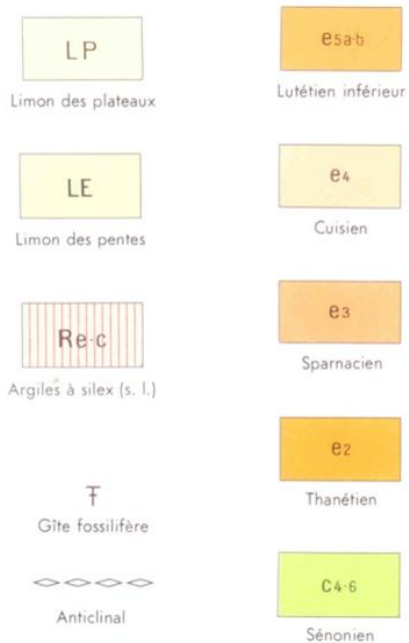 LP
Limon des plateaux
LE
Limon des pentes
Re-c
Argiles à silex (s. l.)
Gîte fossilifère
Anticlinal
e5a-b
Lutétien inférieur
e4
Cuisien
e3
Sparnacien
e2
Thanétien
C4-6
Sénonien